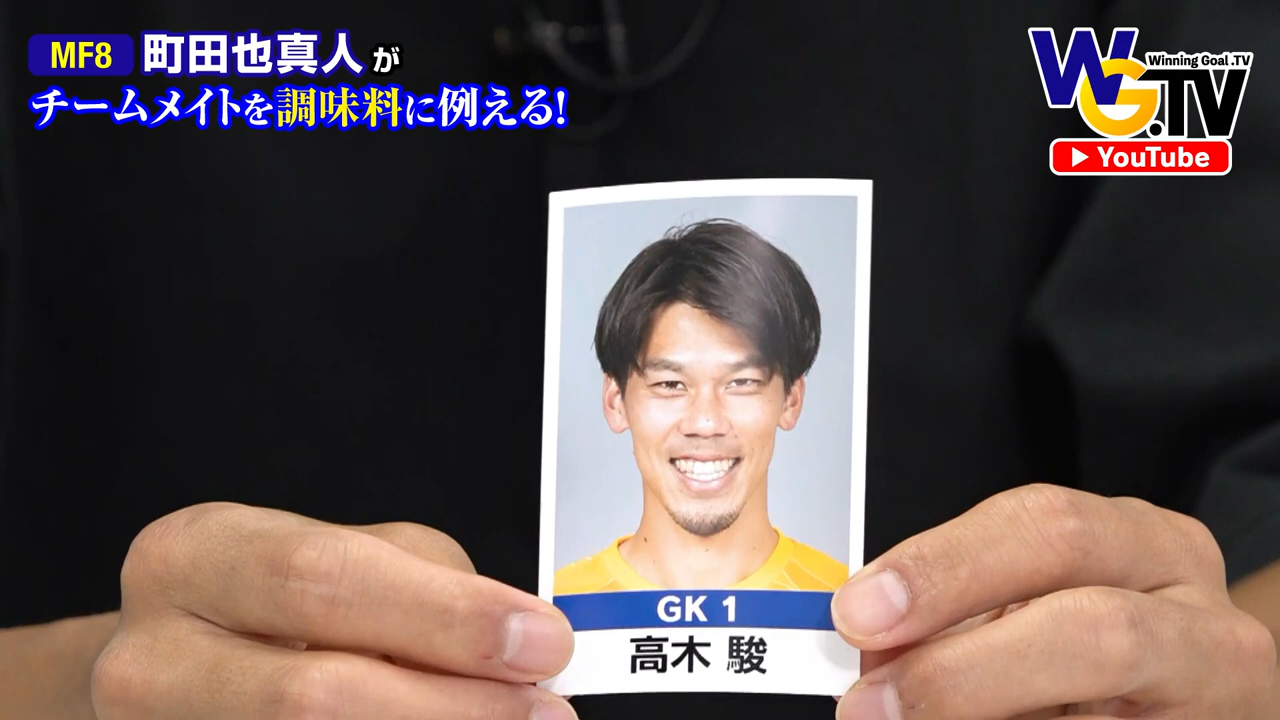 MF8 町田也真人が
チームメイトを調味料に例える!
WG.TV
Winning Goal .TV
YouTube
GK 1
高木 駿